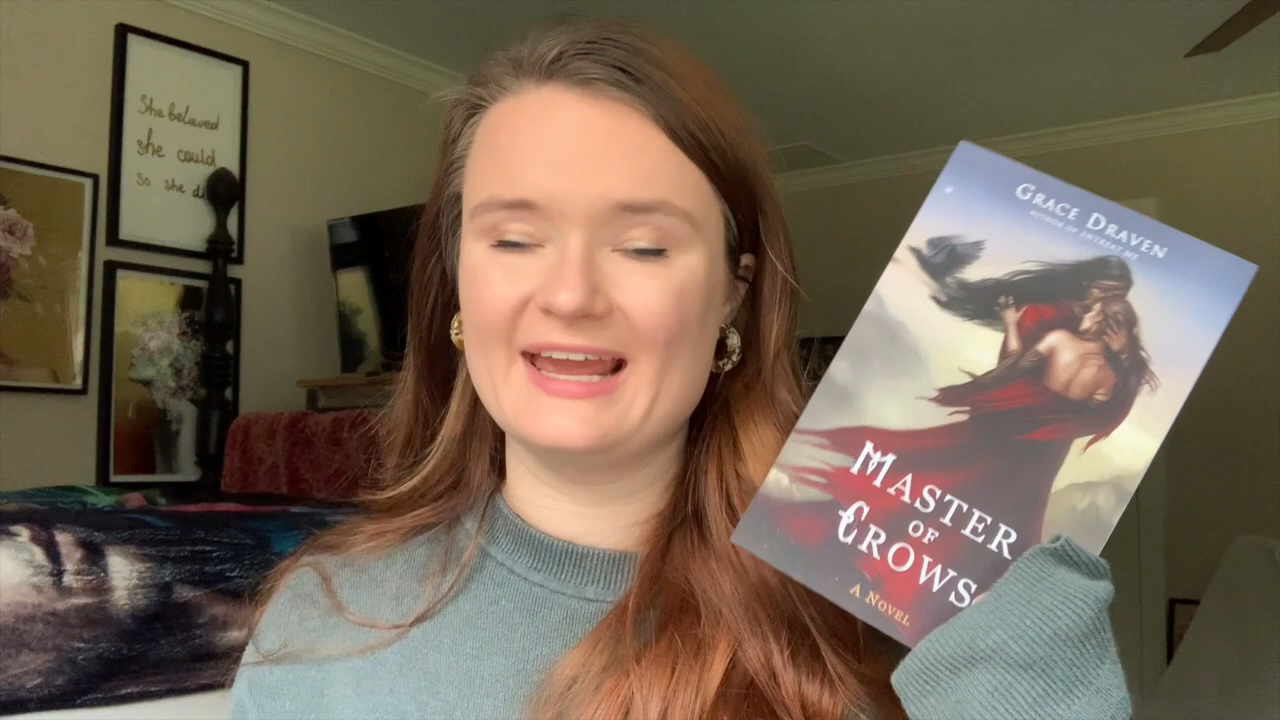 She believed
she could
so she
GRACE DRAVEN
AUTHOR OF ENTREAT ME
MASTER
OF
CROWS
A NOVEL